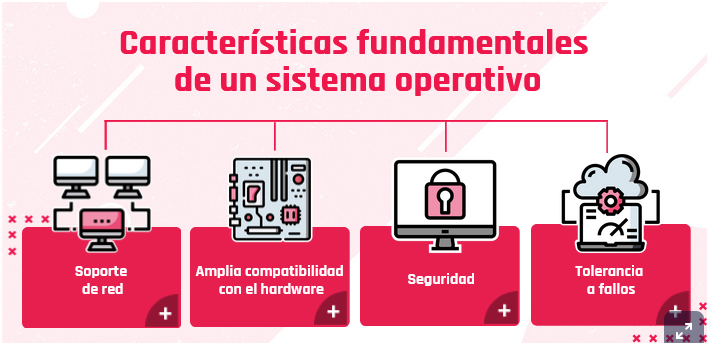 Características fundamentales
de un sistema operativo
Soporte
de red
Amplia compatibilidad
con el hardware
Seguridad
Tolerancia
a fallos